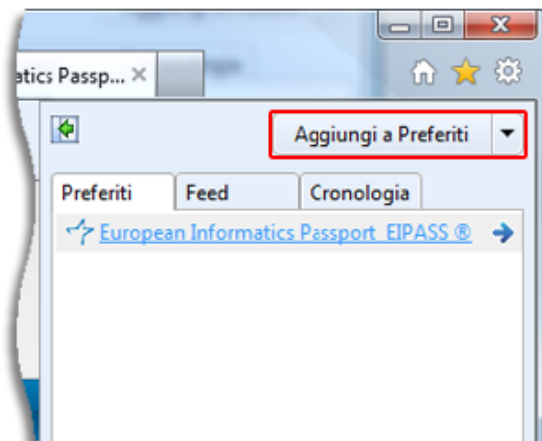 atics Passp...
Aggiungi a Preferiti
Preferiti Feed Cronologia
European Informatics Passport EIPASS ®